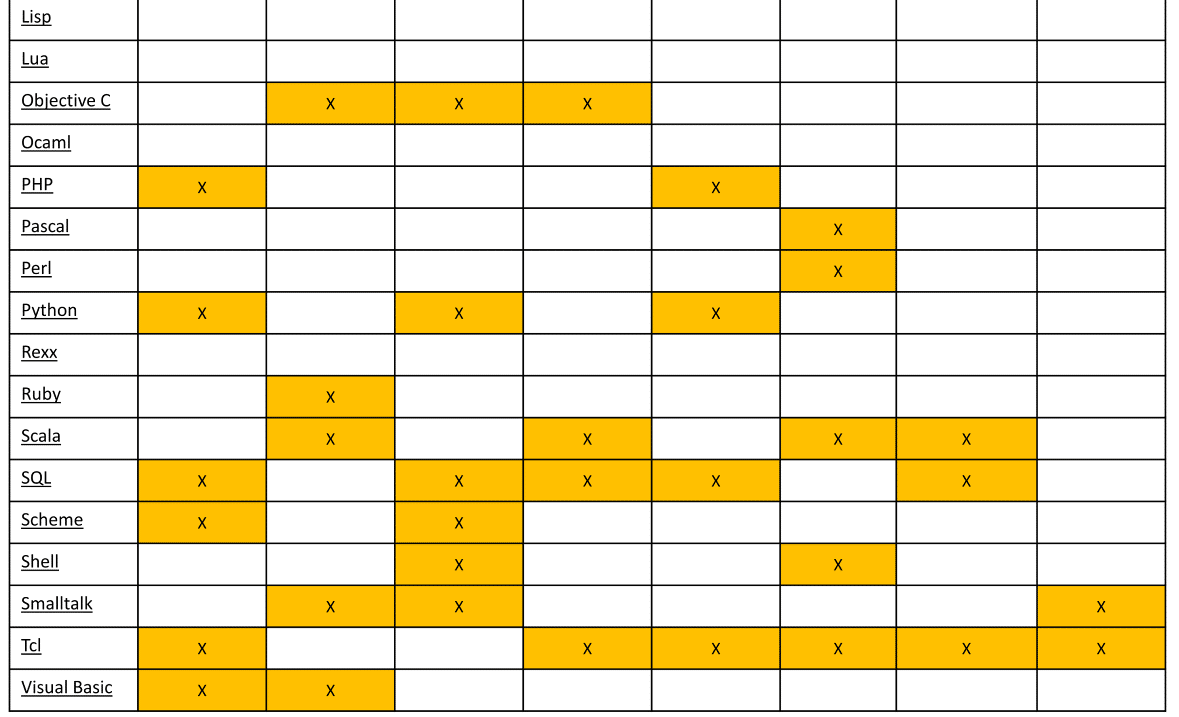 Lisp
Lua
Objective C X X X
Ocaml
PHP X X
Pascal X
Perl X
Python X X X
Rexx
Ruby X
Scala X X X X
SQL X X X X X
Scheme X X
Shell X X
Smalltalk X X X
Tcl X X X X X X
Visual Basic X X